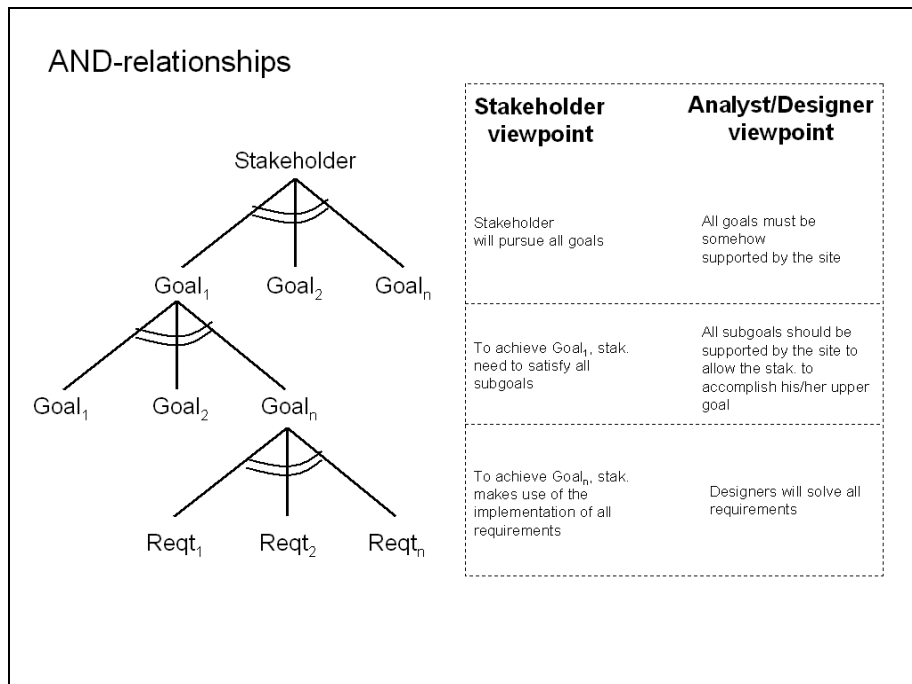 AND-relationships
Stakeholder
viewpoint
Analyst/Designer
viewpoint
Stakeholder
Stakeholder
will pursue all goals
All goals must be
somehow
supported by the site
Goal₁
Goal₂
Goalₙ
To achieve Goal₁, stak.
need to satisfy all
subgoals
All subgoals should be
supported by the site to
allow the stak. to
accomplish his/her upper
goal
Goal₁
Goal₂
Goalₙ
To achieve Goalₙ, stak.
makes use of the
implementation of all
requirements
Designers will solve all
requirements
Reqt₁
Reqt₂
Reqtₙ